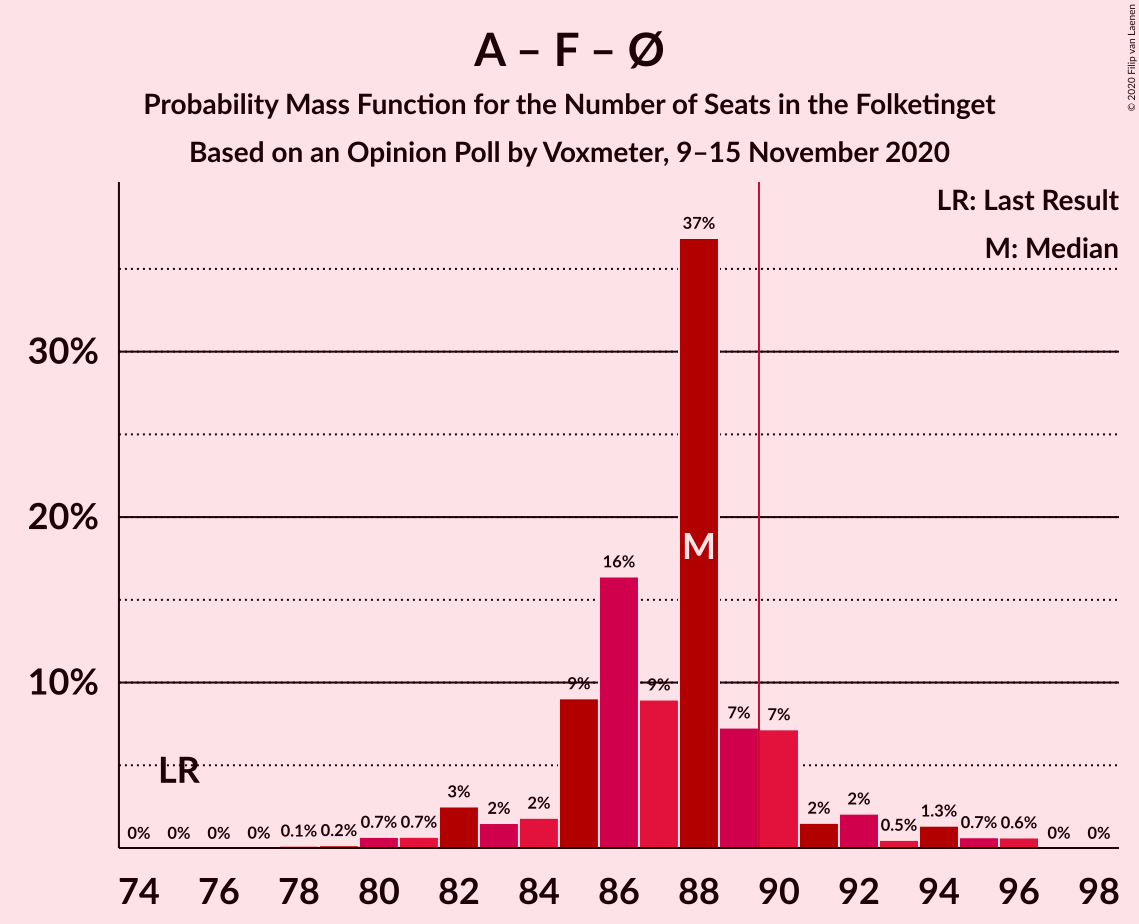 A – F – Ø
Probability Mass Function for the Number of Seats in the Folketinget
Based on an Opinion Poll by Voxmeter, 9–15 November 2020
© 2020 Filip van Laenen
LR: Last Result
M: Median
30%
20%
10%
LR
M
0% 0% 0% 0% 0.1% 0.2% 0.7% 0.7% 3% 2% 2% 9% 16% 9% 37% 7% 7% 2% 2% 0.5% 1.3% 0.7% 0.6% 0% 0%
74 76 78 80 82 84 86 88 90 92 94 96 98